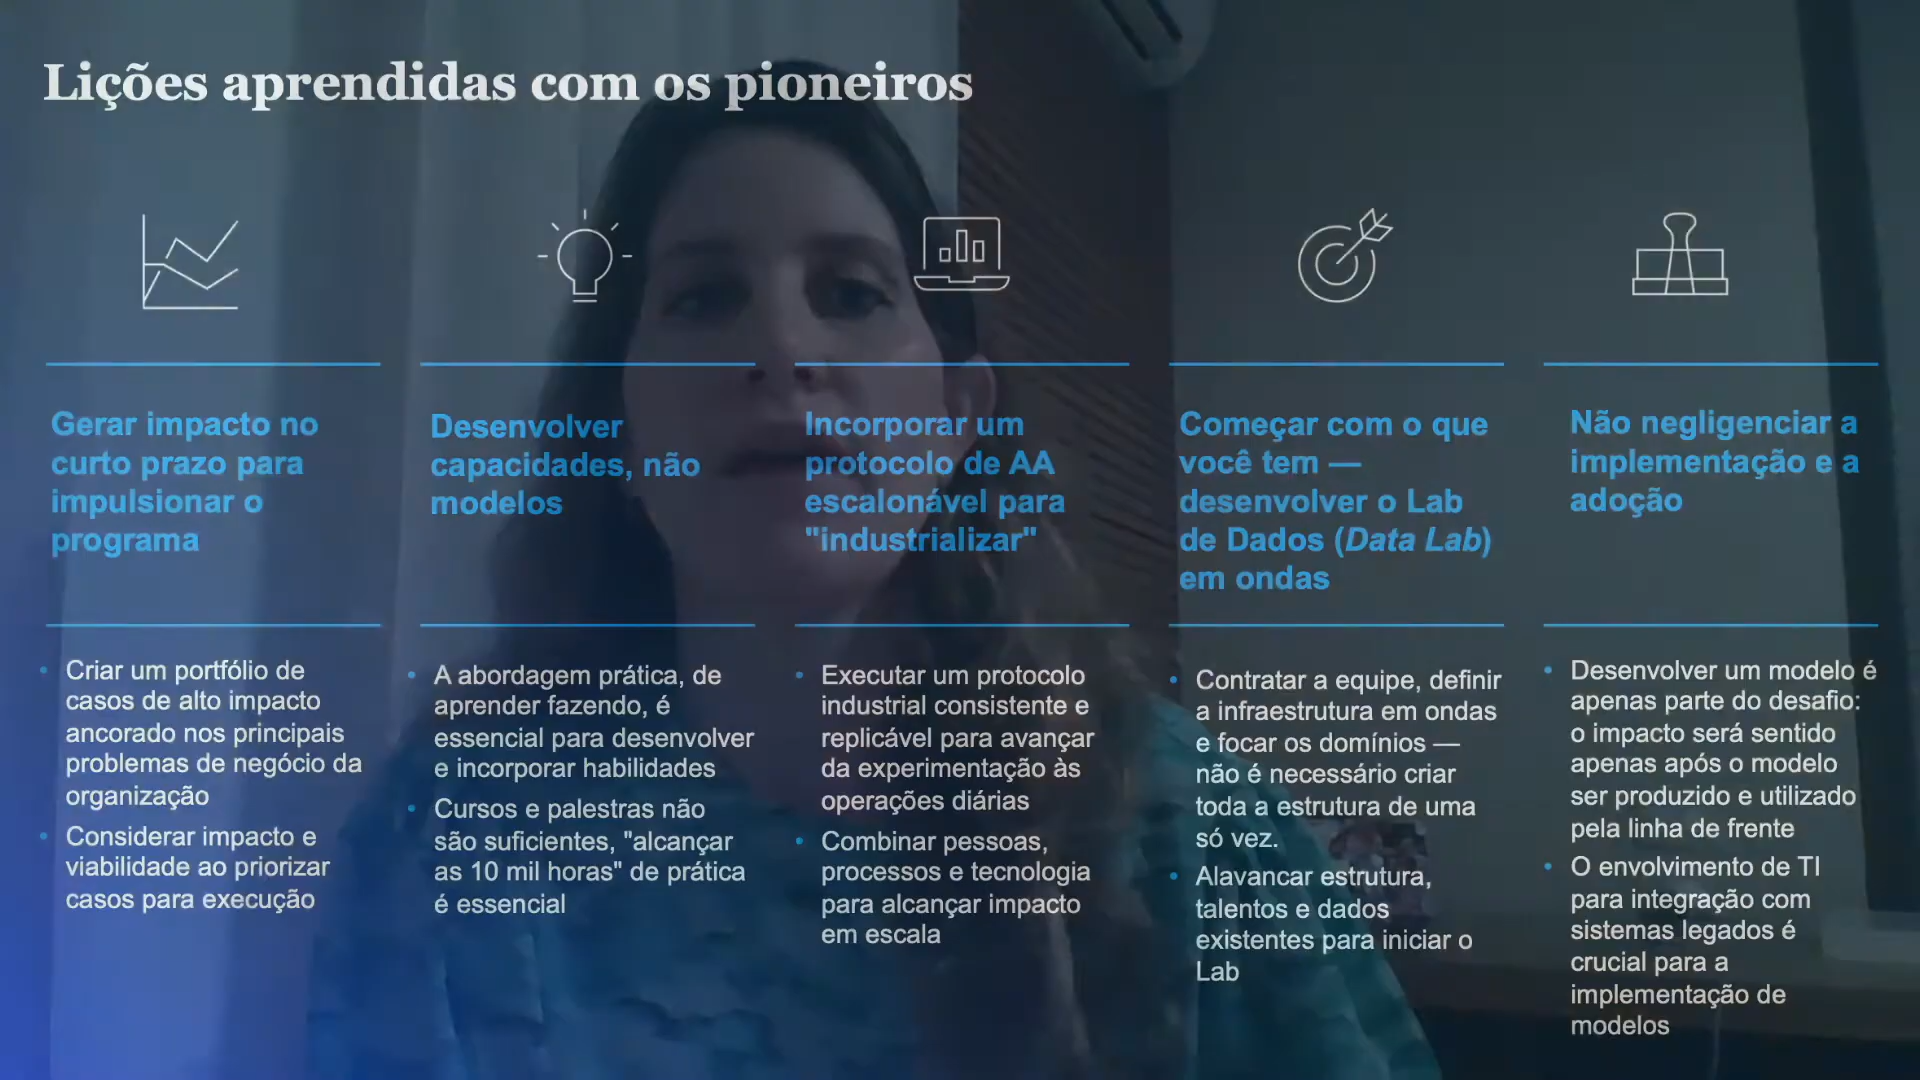 Lições aprendidas com os pioneiros
Gerar impacto no
curto prazo para
impulsionar o
programa
Criar um portfólio de
casos de alto impacto
ancorado nos principais
problemas de negócio da
organização
Considerar impacto e
viabilidade ao priorizar
casos para execução
Desenvolver
capacidades, não
modelos
A abordagem prática, de
aprender fazendo, é
essencial para desenvolver
e incorporar habilidades
Cursos e palestras não
são suficientes, "alcançar
as 10 mil horas" de prática
é essencial
Incorporar um
protocolo de AA
escalonável para
"industrializar"
Executar um protocolo
industrial consistente e
replicável para avançar
da experimentação às
operações diárias
Combinar pessoas,
processos e tecnologia
para alcançar impacto
em escala
Começar com o que
você tem —
desenvolver o Lab
de Dados (Data Lab)
em ondas
Contratar a equipe, definir
a infraestrutura em ondas
e focar os domínios —
não é necessário criar
toda a estrutura de uma
só vez.
Alavancar estrutura,
talentos e dados
existentes para iniciar o
Lab
Não negligenciar a
implementação e a
adoção
Desenvolver um modelo é
apenas parte do desafio:
o impacto será sentido
apenas após o modelo
ser produzido e utilizado
pela linha de frente
O envolvimento de TI
para integração com
sistemas legados é
crucial para a
implementação de
modelos